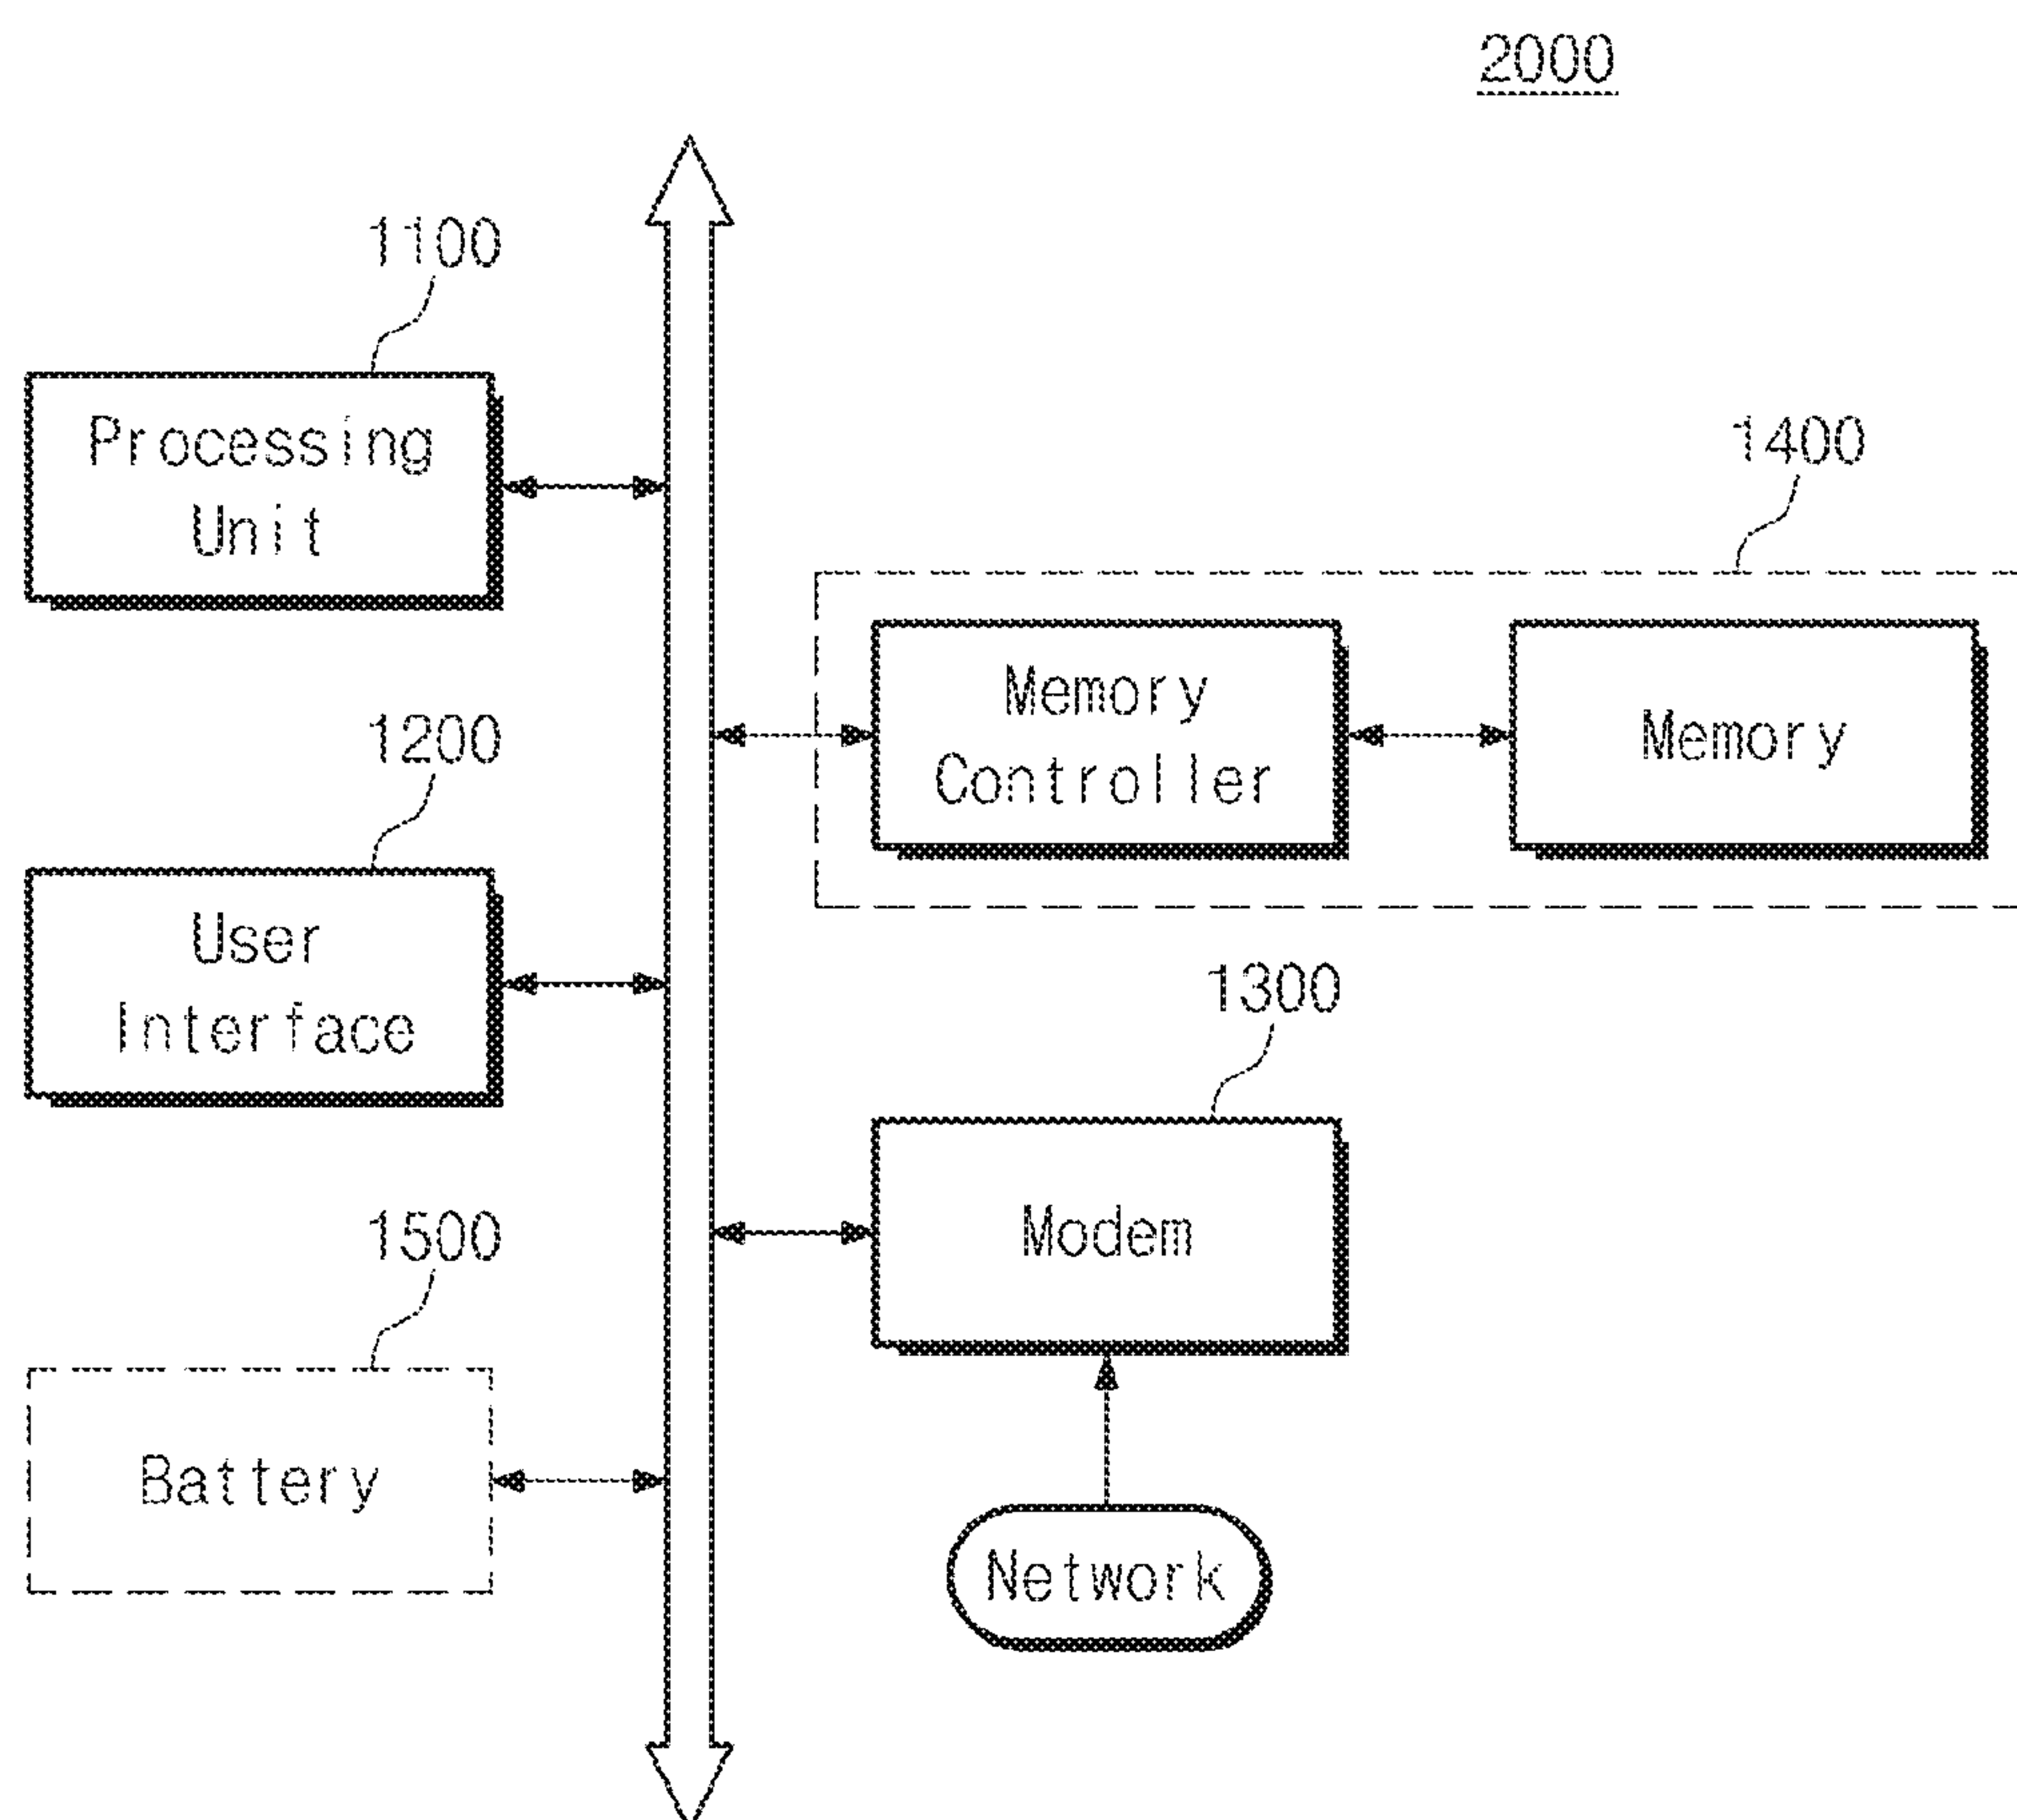 2000
1100
Processing
Unit
1400
Memory
Controller
Memory
1200
User
Interface
1300
Modem
1500
Battery
Network